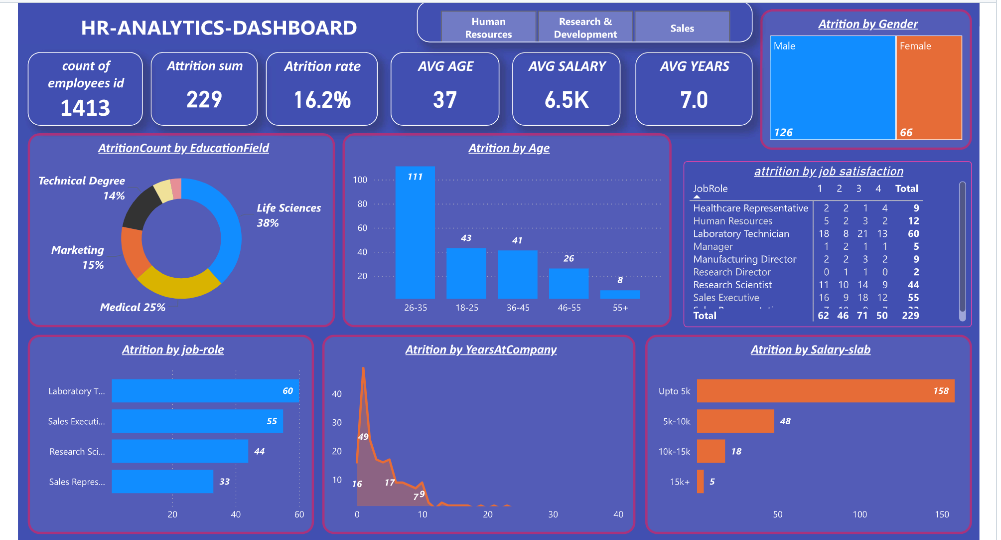 HR-ANALYTICS-DASHBOARD
Human
Resources
Research &
Development
Sales
count of
employees id
1413
Attrition sum
229
Atrition rate
16.2%
AVG AGE
37
AVG SALARY
6.5K
AVG YEARS
7.0
Atrition by Gender
Male
Female
126
66
AtritionCount by EducationField
Technical Degree
14%
Life Sciences
38%
Marketing
15%
Medical 25%
Atrition by Age
100
80
60
40
20
111
43
41
26
8
26-35 18-25 36-45 46-55 55+
attrition by job satisfaction
JobRole 1 2 3 4 Total
Healthcare Representative 2 2 1 4 9
Human Resources 5 2 3 2 12
Laboratory Technician 18 8 21 13 60
Manager 1 2 1 1 5
Manufacturing Director 2 2 3 2 9
Research Director 0 1 1 0 2
Research Scientist 11 10 14 9 44
Sales Executive 16 9 18 12 55
Total 62 46 71 50 229
Atrition by job-role
Laboratory T... 60
Sales Executi... 55
Research Sci... 44
Sales Repres... 33
20 40 60
Atrition by YearsAtCompany
40
30
20
10
49
16
17
7
9
0 10 20 30 40
Atrition by Salary-slab
Upto 5k 158
5k-10k 48
10k-15k 18
15k+ 5
50 100 150